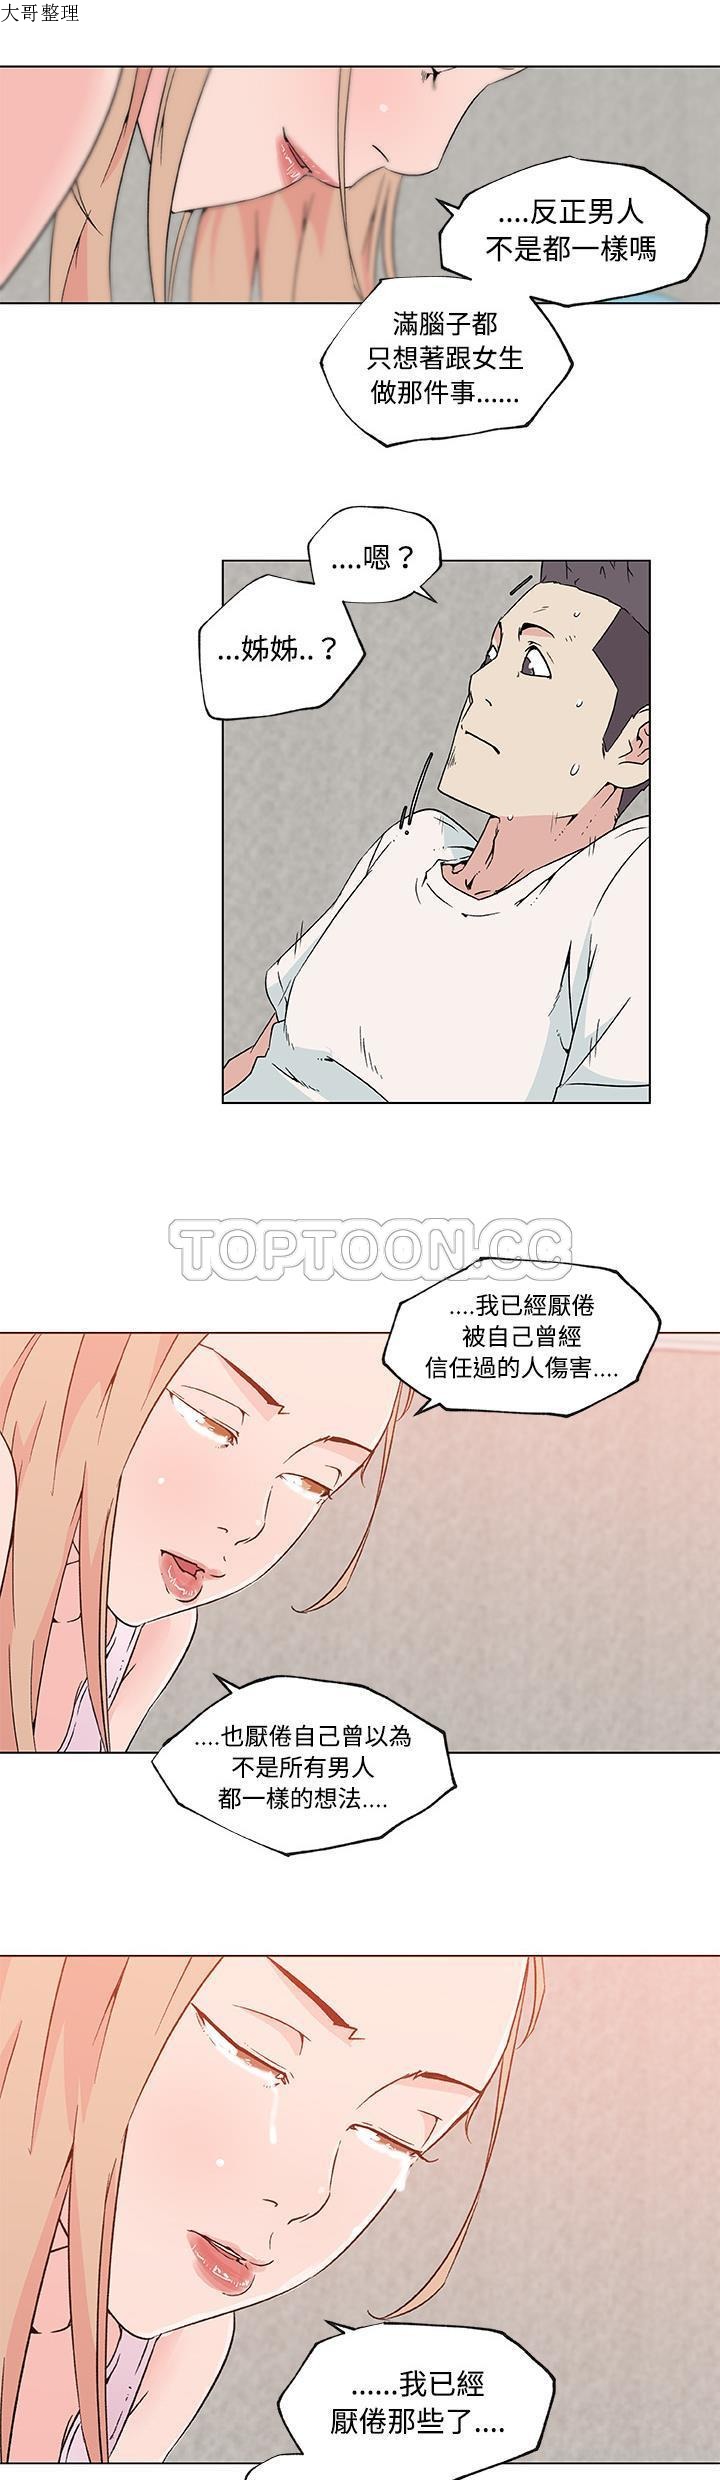 大哥整理
....反正男人
不是都一樣嗎
滿腦子都
只想著跟女生
做那件事......
....嗯？
...姊姊..？
TOPTOON.CC
....我已經厭倦
被自己曾經
信任過的人傷害....
....也厭倦自己曾以為
不是所有男人
都一樣的想法....
......我已經
厭倦那些了....